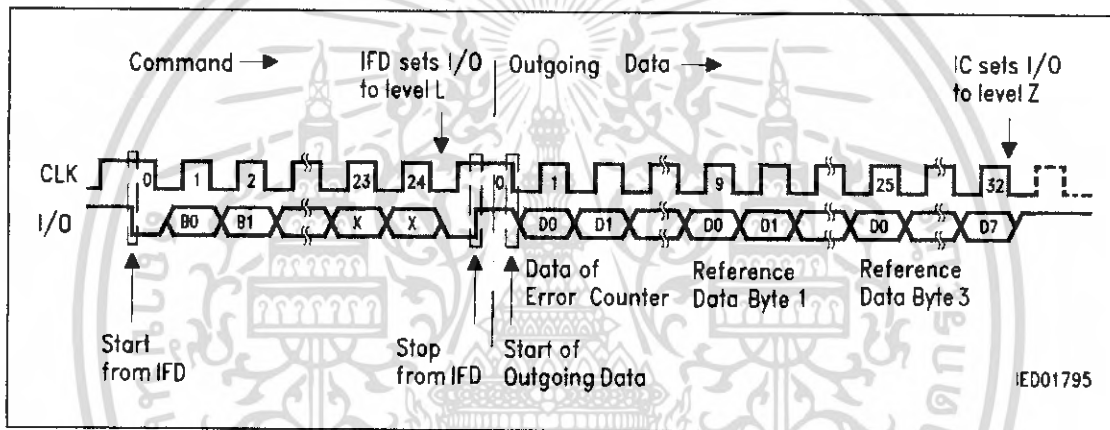 Command → IFD sets I/O Outgoing Data → IC sets I/O
to level L to level Z
CLK 0 1 2 23 24 0 1 9 25 32
I/O B0 B1 X X D0 D1 D0 D1 D0 D7
Data of Reference Reference
Error Counter Data Byte 1 Data Byte 3
Start Stop Start of
from IFD from IFD Outgoing Data
IED01795